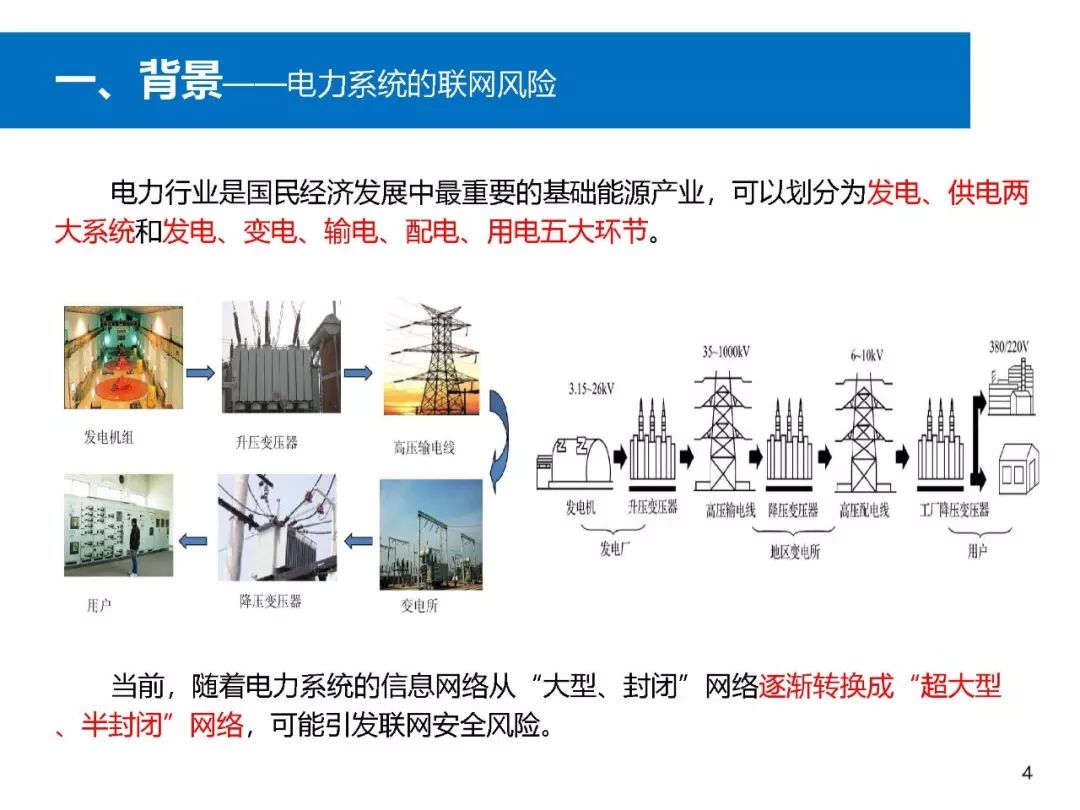 一、背景——电力系统的联网风险
电力行业是国民经济发展中最重要的基础能源产业，可以划分为发电、供电两
大系统和发电、变电、输电、配电、用电五大环节。
发电机组
升压变压器
高压输电线
用户
降压变压器
变电所
3.15~26kV
35~1000kV
6~10kV
380/220V
发电机
升压变压器
高压输电线
降压变压器
高压配电线
工厂降压变压器
发电厂
地区变电所
用户
当前，随着电力系统的信息网络从“大型、封闭”网络逐渐转换成“超大型
、半封闭”网络，可能引发联网安全风险。
4